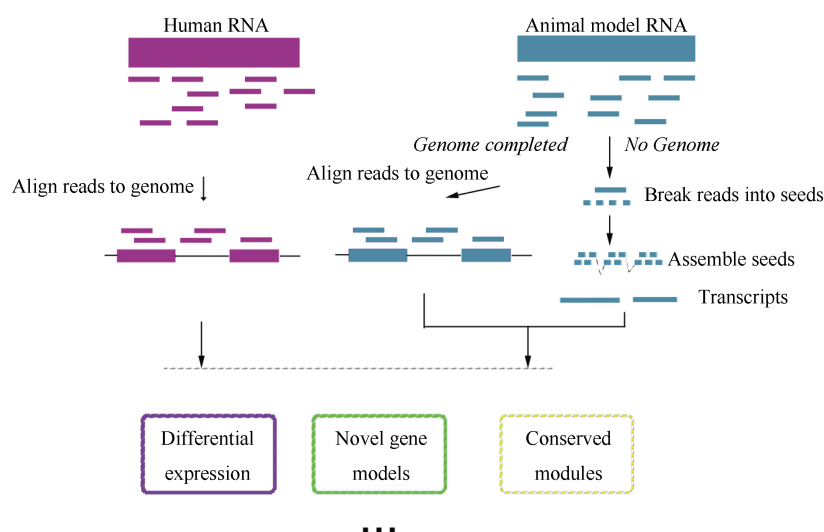 Human RNA
Animal model RNA
Genome completed
No Genome
Align reads to genome
Align reads to genome
Break reads into seeds
Assemble seeds
Transcripts
Differential
expression
Novel gene
models
Conserved
modules
...